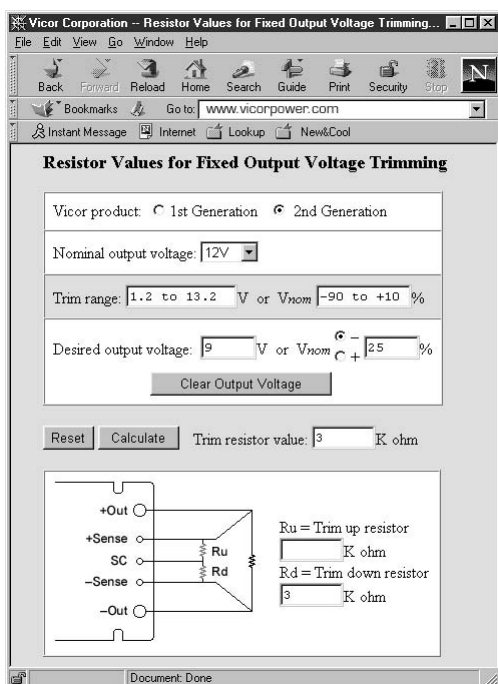 Vicor Corporation -- Resistor Values for Fixed Output Voltage Trimming...
File Edit View Go Window Help
Back Forward Reload Home Search Guide Print Security Stop
N
Bookmarks Go to: www.vicorpower.com
Instant Message Internet Lookup New&Cool
Resistor Values for Fixed Output Voltage Trimming
Vicor product: 1st Generation 2nd Generation
Nominal output voltage: 12V
Trim range: 1.2 to 13.2 V or Vnom -90 to +10 %
Desired output voltage: 9 V or Vnom - + 25 %
Clear Output Voltage
Reset Calculate Trim resistor value: 3 K ohm
+Out
+Sense
SC
–Sense
–Out
Ru
Rd
Ru = Trim up resistor
K ohm
Rd = Trim down resistor
3 K ohm
Document: Done